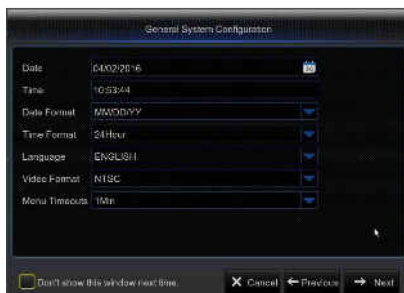 General System Configuration
Date 04/02/2016
Time 10:53:44
Date Format MM/DD/YY
Time Format 24Hour
Language ENGLISH
Video Format NTSC
Menu Timeouts 1Min
Don't show this window next time. Cancel Previous Next